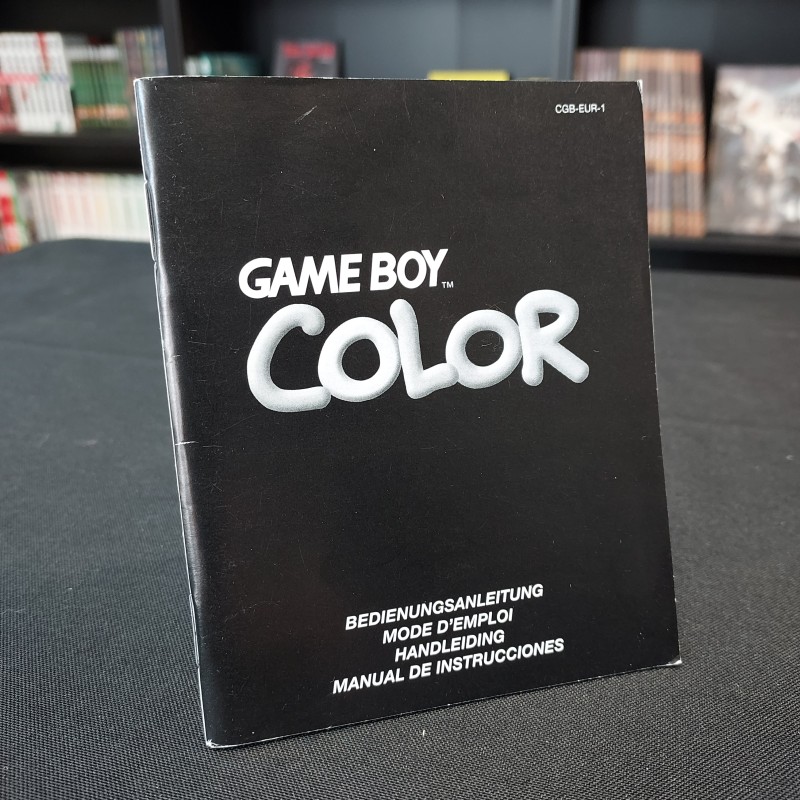 CGB-EUR-1
GAME BOY™
COLOR
BEDIENUNGSANLEITUNG
MODE D'EMPLOI
HANDLEIDING
MANUAL DE INSTRUCCIONES